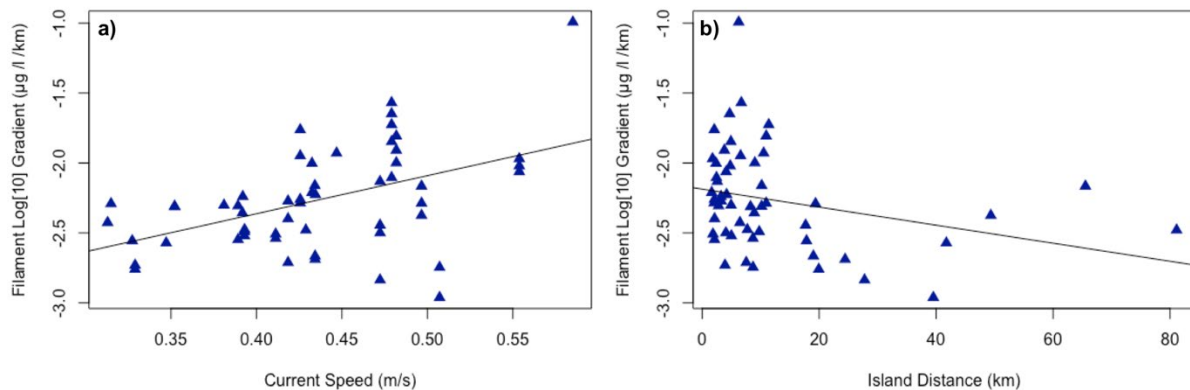 a)
Filament Log[10] Gradient (µg /l /km)
-1.0
-1.5
-2.0
-2.5
-3.0
0.35 0.40 0.45 0.50 0.55
Current Speed (m/s)
b)
Filament Log[10] Gradient (µg /l /km)
-1.0
-1.5
-2.0
-2.5
-3.0
0 20 40 60 80
Island Distance (km)